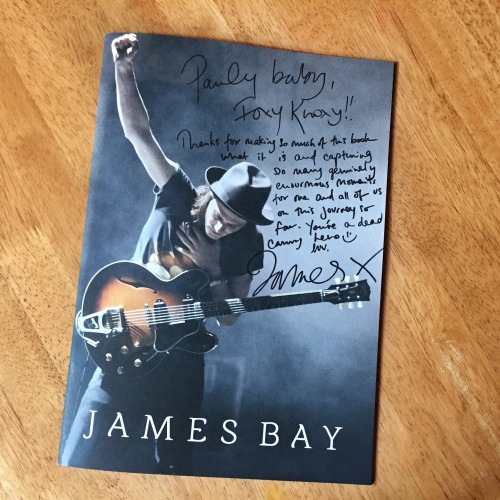 Pauly baby,
Foxy Knoxy!!
Thanks for making so much of this book
what it is and capturing
so many genuinely
enourmous moments
for me and all of us
on this journey so
far. You're a dead
canny hero!
luv.
James X
JAMES BAY